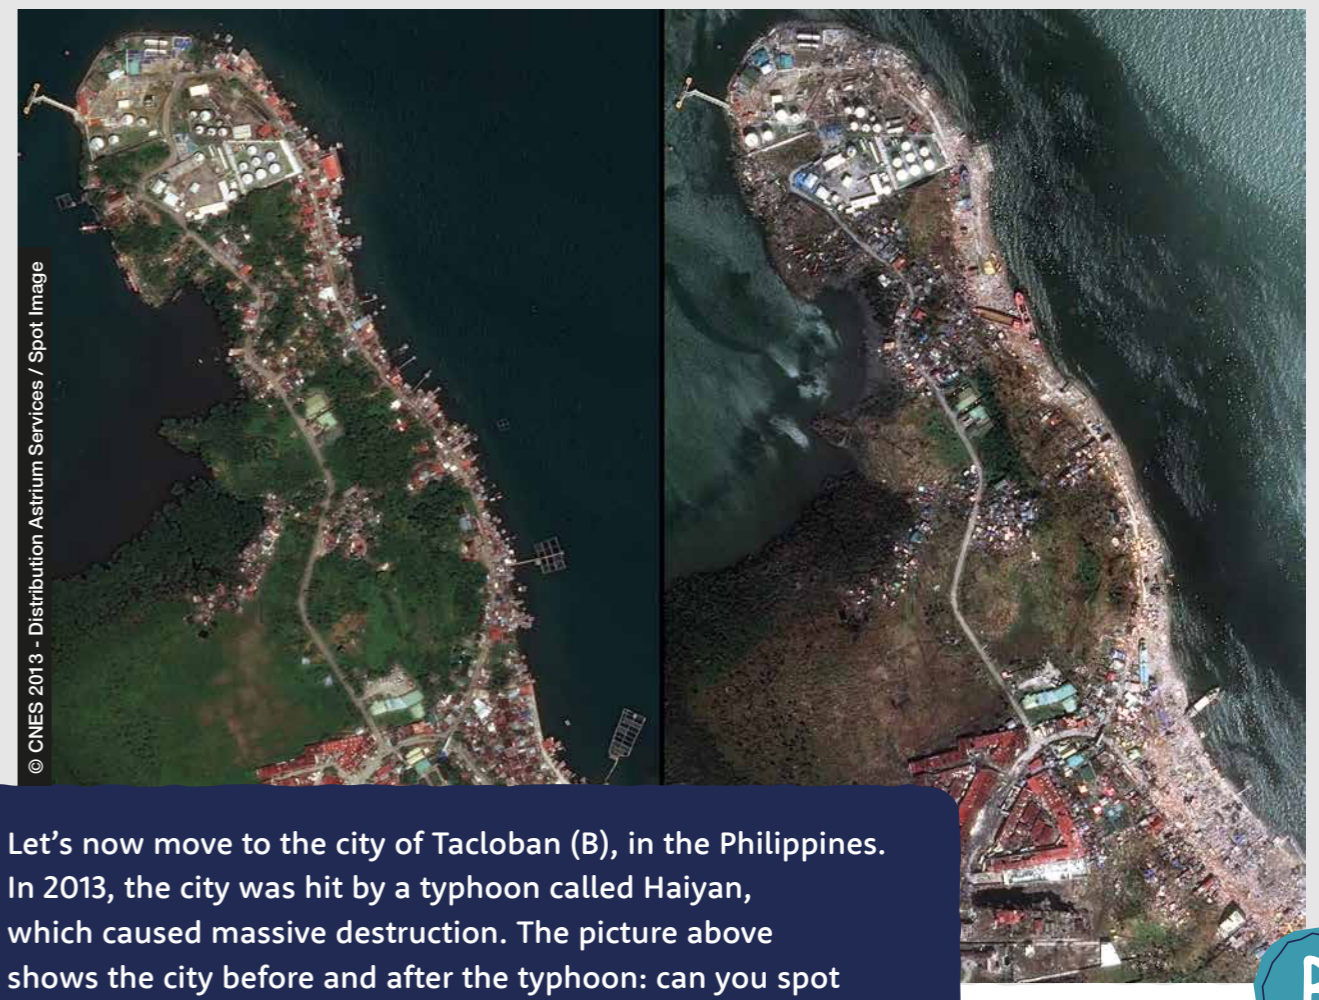 © CNES 2013 - Distribution Astrium Services / Spot Image
Let’s now move to the city of Tacloban (B), in the Philippines.
In 2013, the city was hit by a typhoon called Haiyan,
which caused massive destruction. The picture above
shows the city before and after the typhoon: can you spot